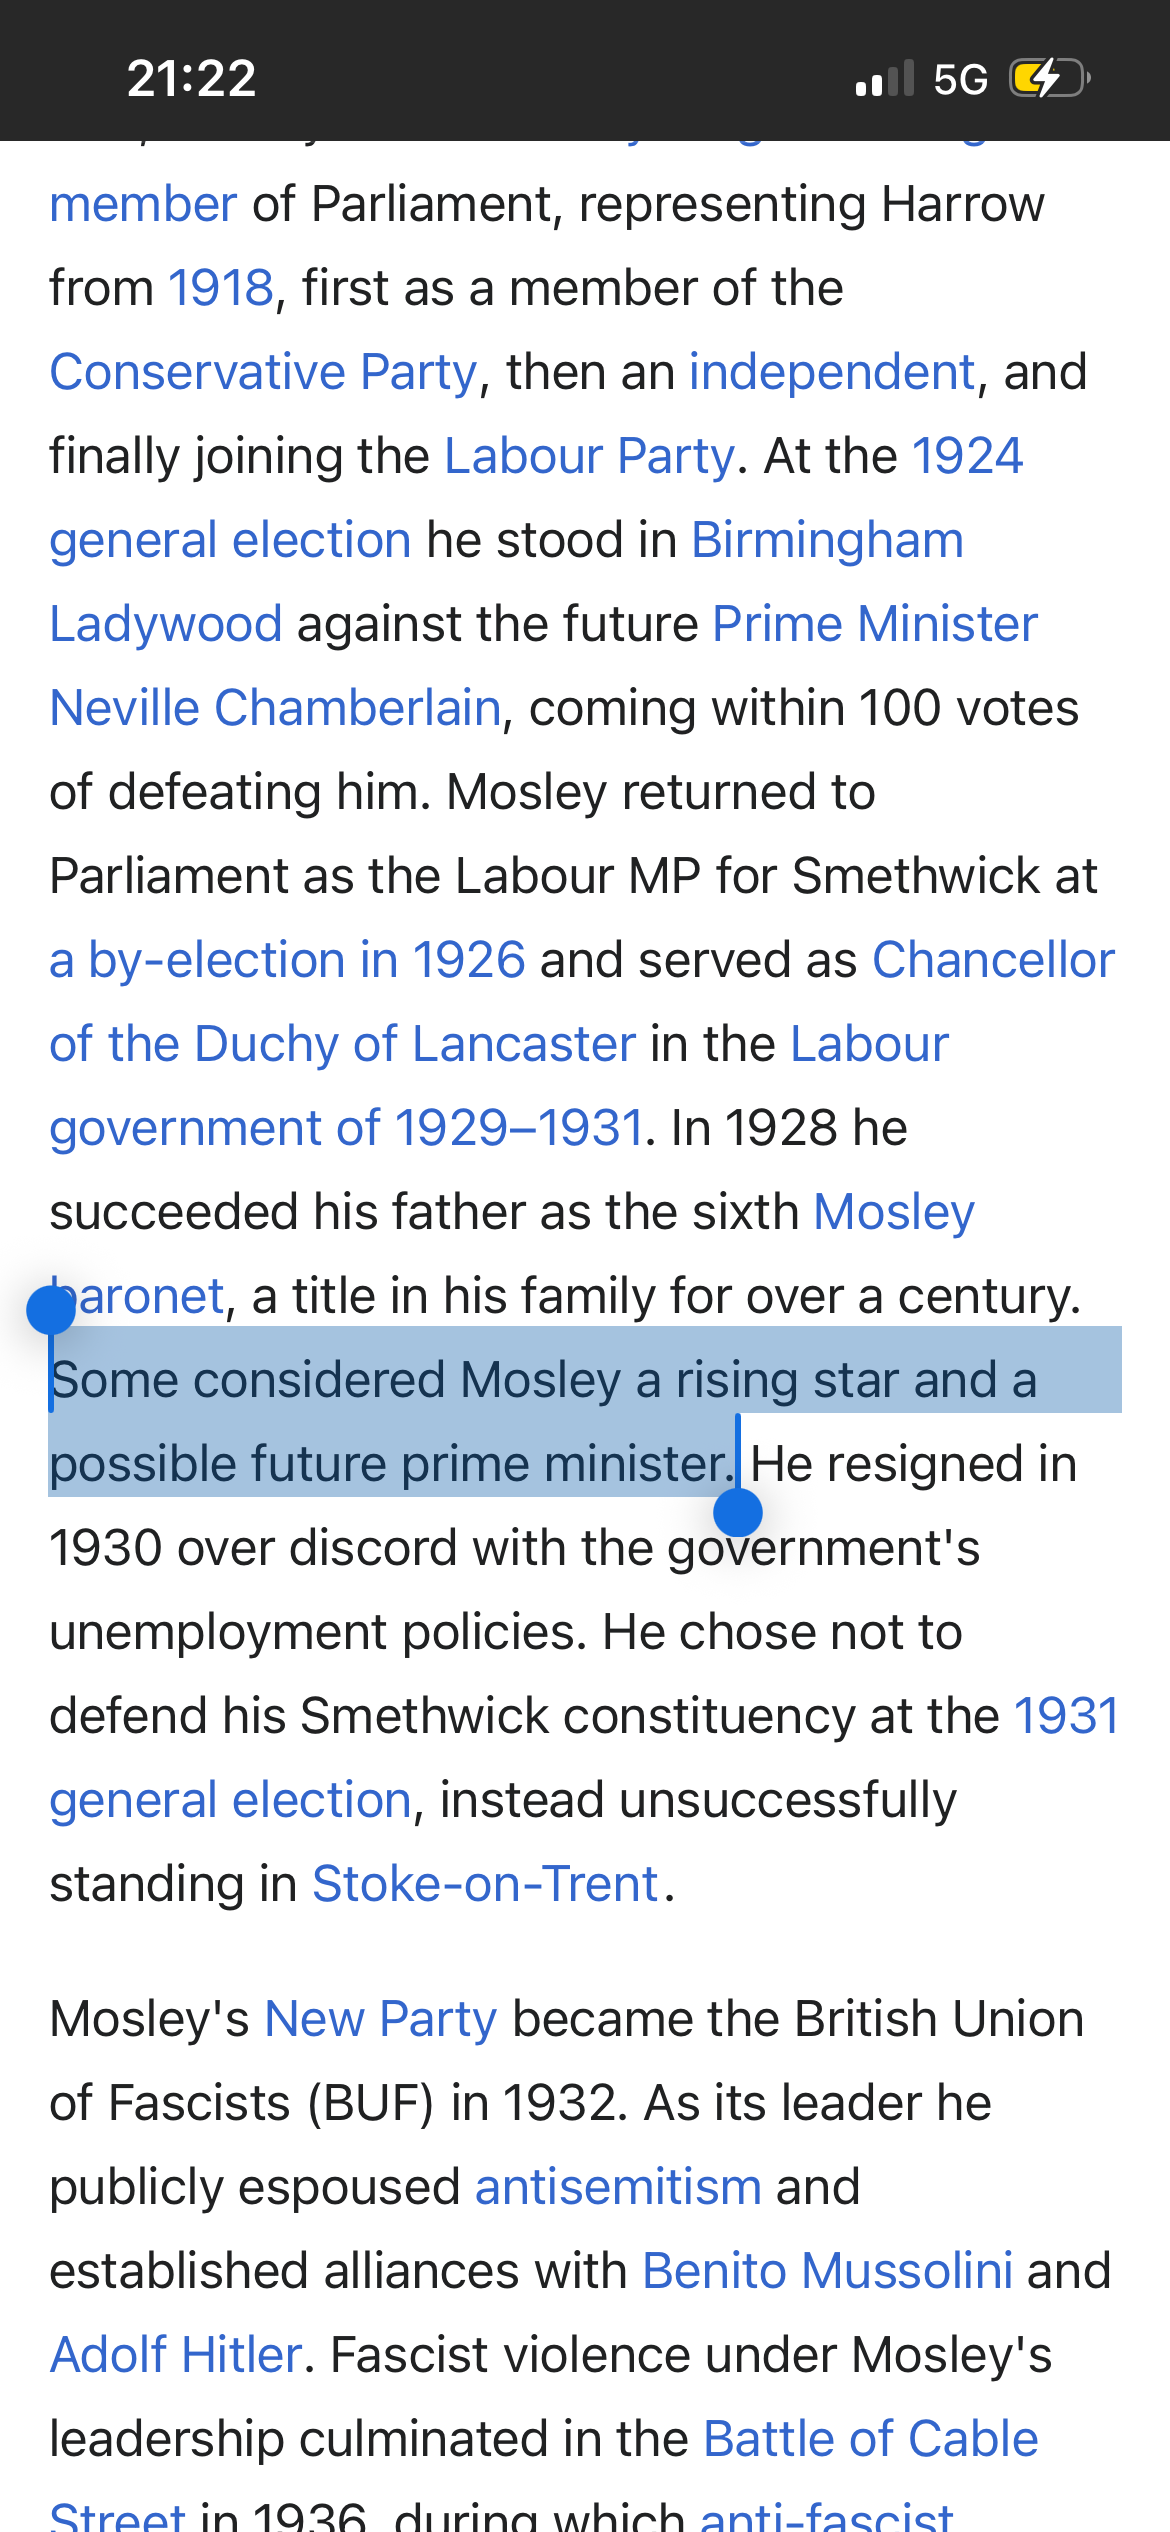 21:22
5G
member of Parliament, representing Harrow
from 1918, first as a member of the
Conservative Party, then an independent, and
finally joining the Labour Party. At the 1924
general election he stood in Birmingham
Ladywood against the future Prime Minister
Neville Chamberlain, coming within 100 votes
of defeating him. Mosley returned to
Parliament as the Labour MP for Smethwick at
a by-election in 1926 and served as Chancellor
of the Duchy of Lancaster in the Labour
government of 1929–1931. In 1928 he
succeeded his father as the sixth Mosley
baronet, a title in his family for over a century.
Some considered Mosley a rising star and a
possible future prime minister. He resigned in
1930 over discord with the government's
unemployment policies. He chose not to
defend his Smethwick constituency at the 1931
general election, instead unsuccessfully
standing in Stoke-on-Trent.
Mosley's New Party became the British Union
of Fascists (BUF) in 1932. As its leader he
publicly espoused antisemitism and
established alliances with Benito Mussolini and
Adolf Hitler. Fascist violence under Mosley's
leadership culminated in the Battle of Cable
Street in 1936, during which anti-fascist